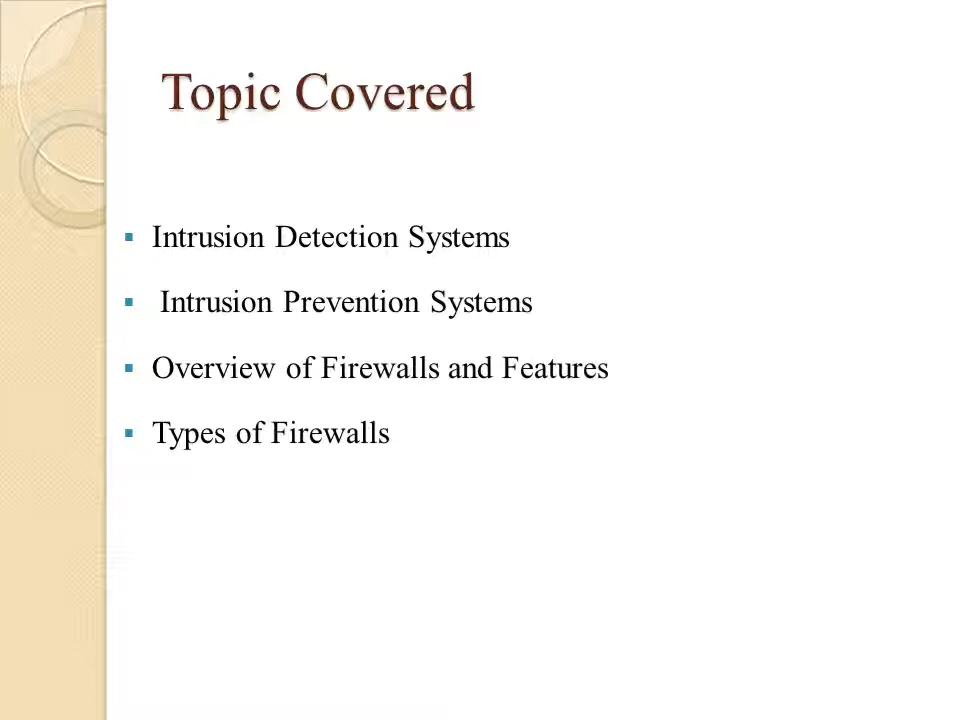 Topic Covered
Intrusion Detection Systems
Intrusion Prevention Systems
Overview of Firewalls and Features
Types of Firewalls